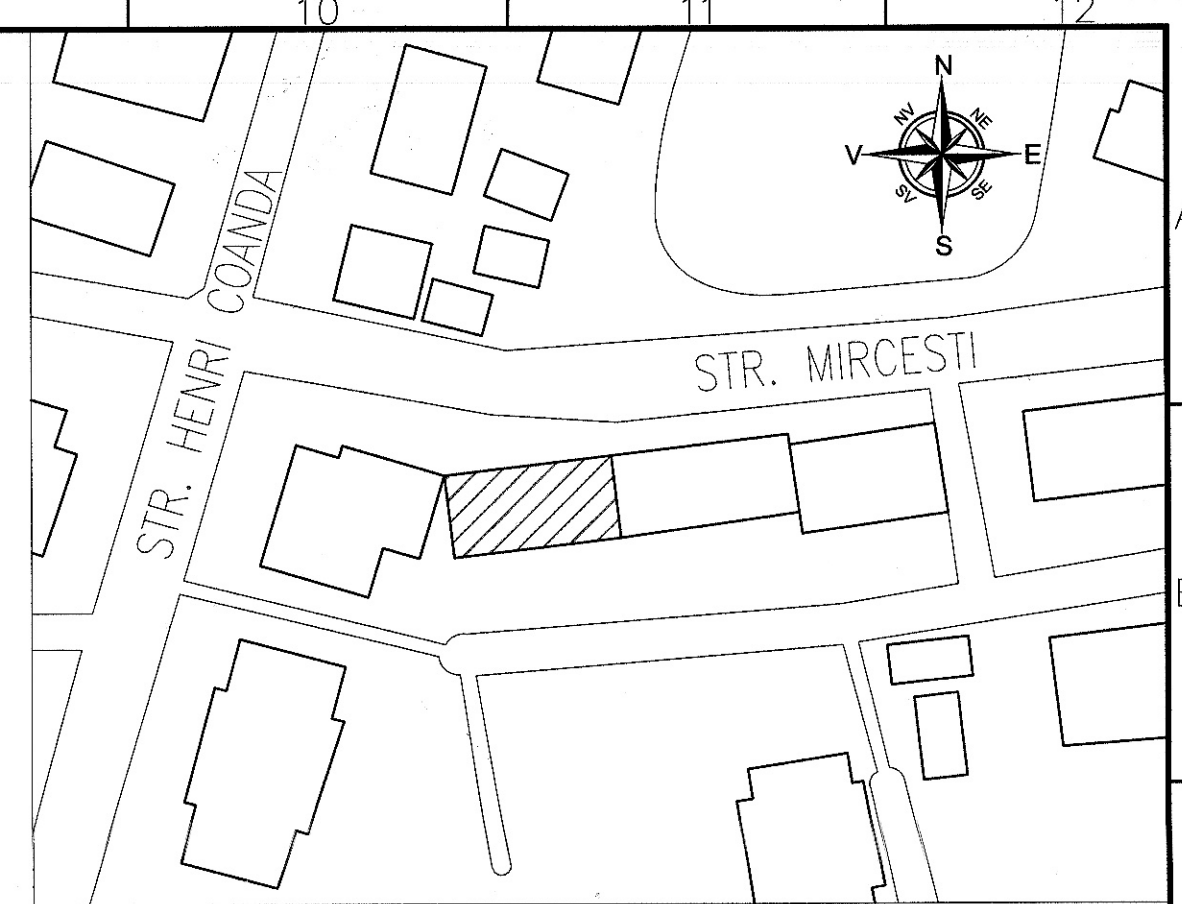 10 11 12
N
NV NE
V E
SV SE
S
STR. HENRI COANDA
STR. MIRCESTI